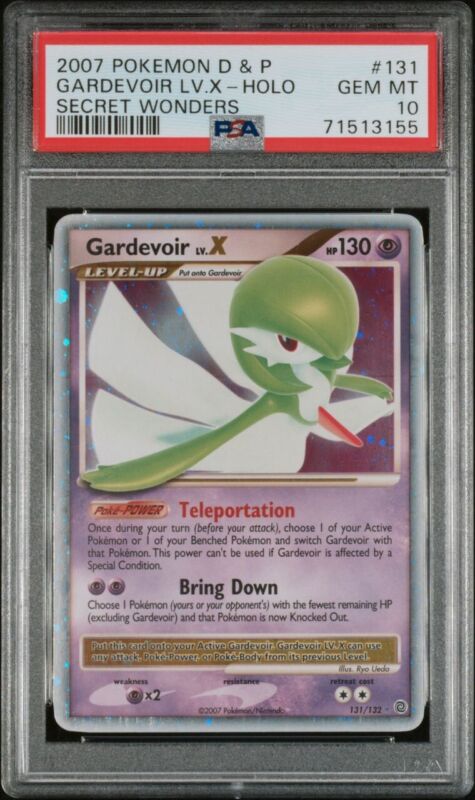 2007 POKEMON D & P #131
GARDEVOIR LV.X - HOLO GEM MT
SECRET WONDERS 10
PSA 71513155
Gardevoir LV.X HP 130
LEVEL-UP Put onto Gardevoir
Poké-POWER Teleportation
Once during your turn (before your attack), choose 1 of your Active
Pokémon or 1 of your Benched Pokémon and switch Gardevoir with
that Pokémon. This power can't be used if Gardevoir is affected by a
Special Condition.
Bring Down
Choose 1 Pokémon (yours or your opponent's) with the fewest remaining HP
(excluding Gardevoir) and that Pokémon is now Knocked Out.
Put this card onto your Active Gardevoir. Gardevoir LV.X can use
any attack, Poké-Power, or Poké-Body from its previous Level.
Illus. Ryo Ueda
weakness resistance retreat cost
×2
©2007 Pokémon/Nintendo 131/132